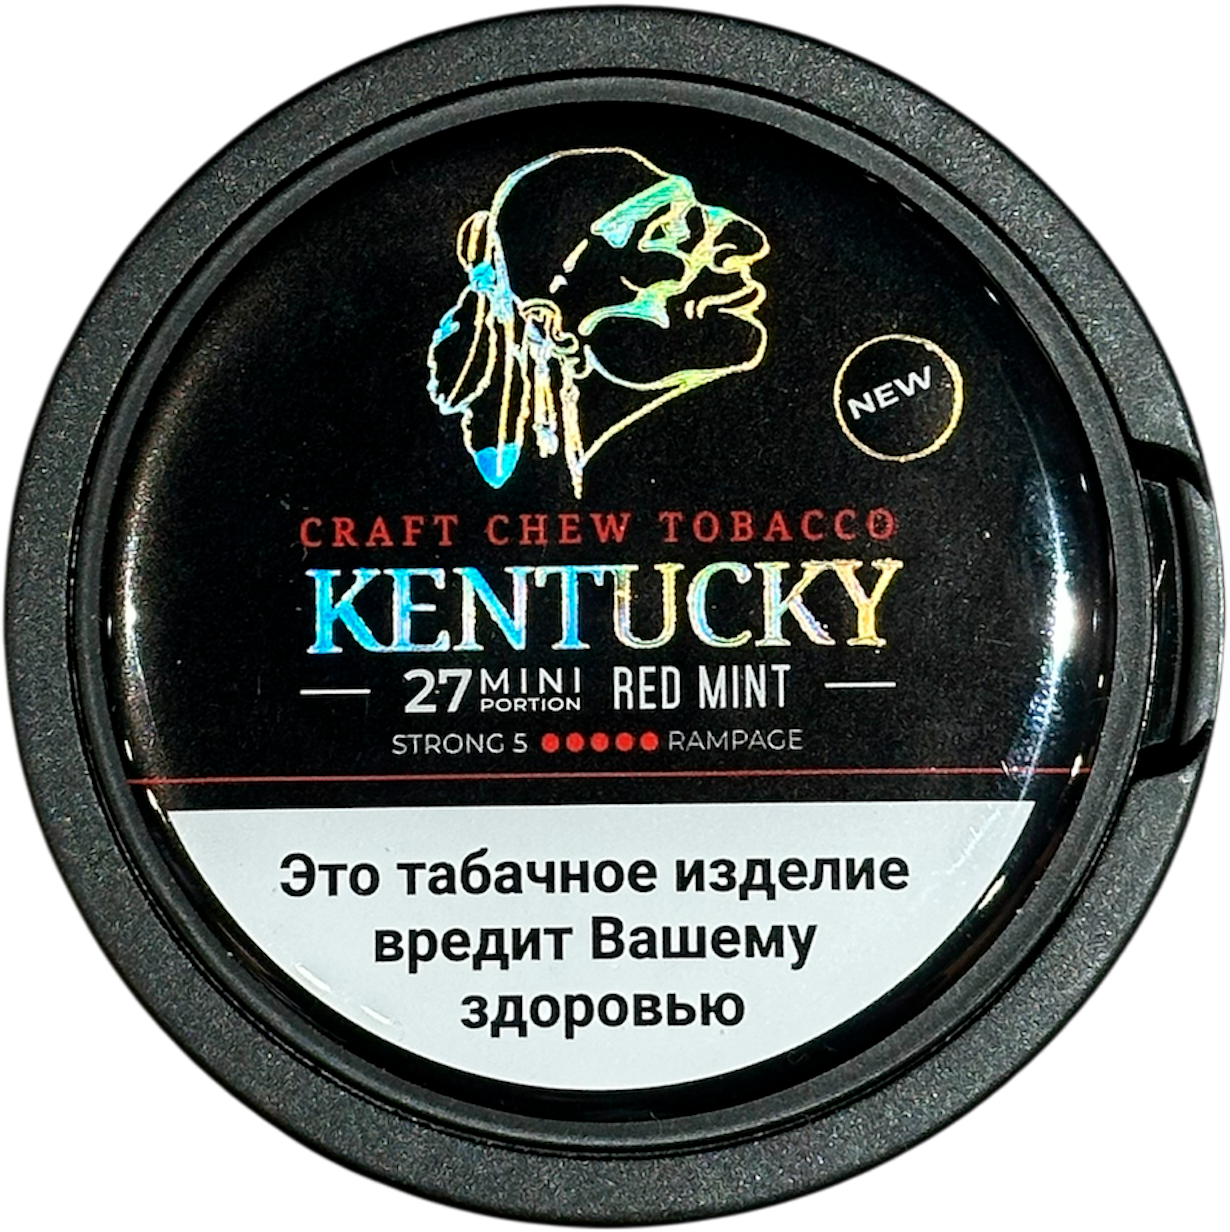 NEW
CRAFT CHEW TOBACCO
KENTUCKY
27 MINI PORTION RED MINT
STRONG 5 RAMPAGE
Это табачное изделие
вредит Вашему
здоровью